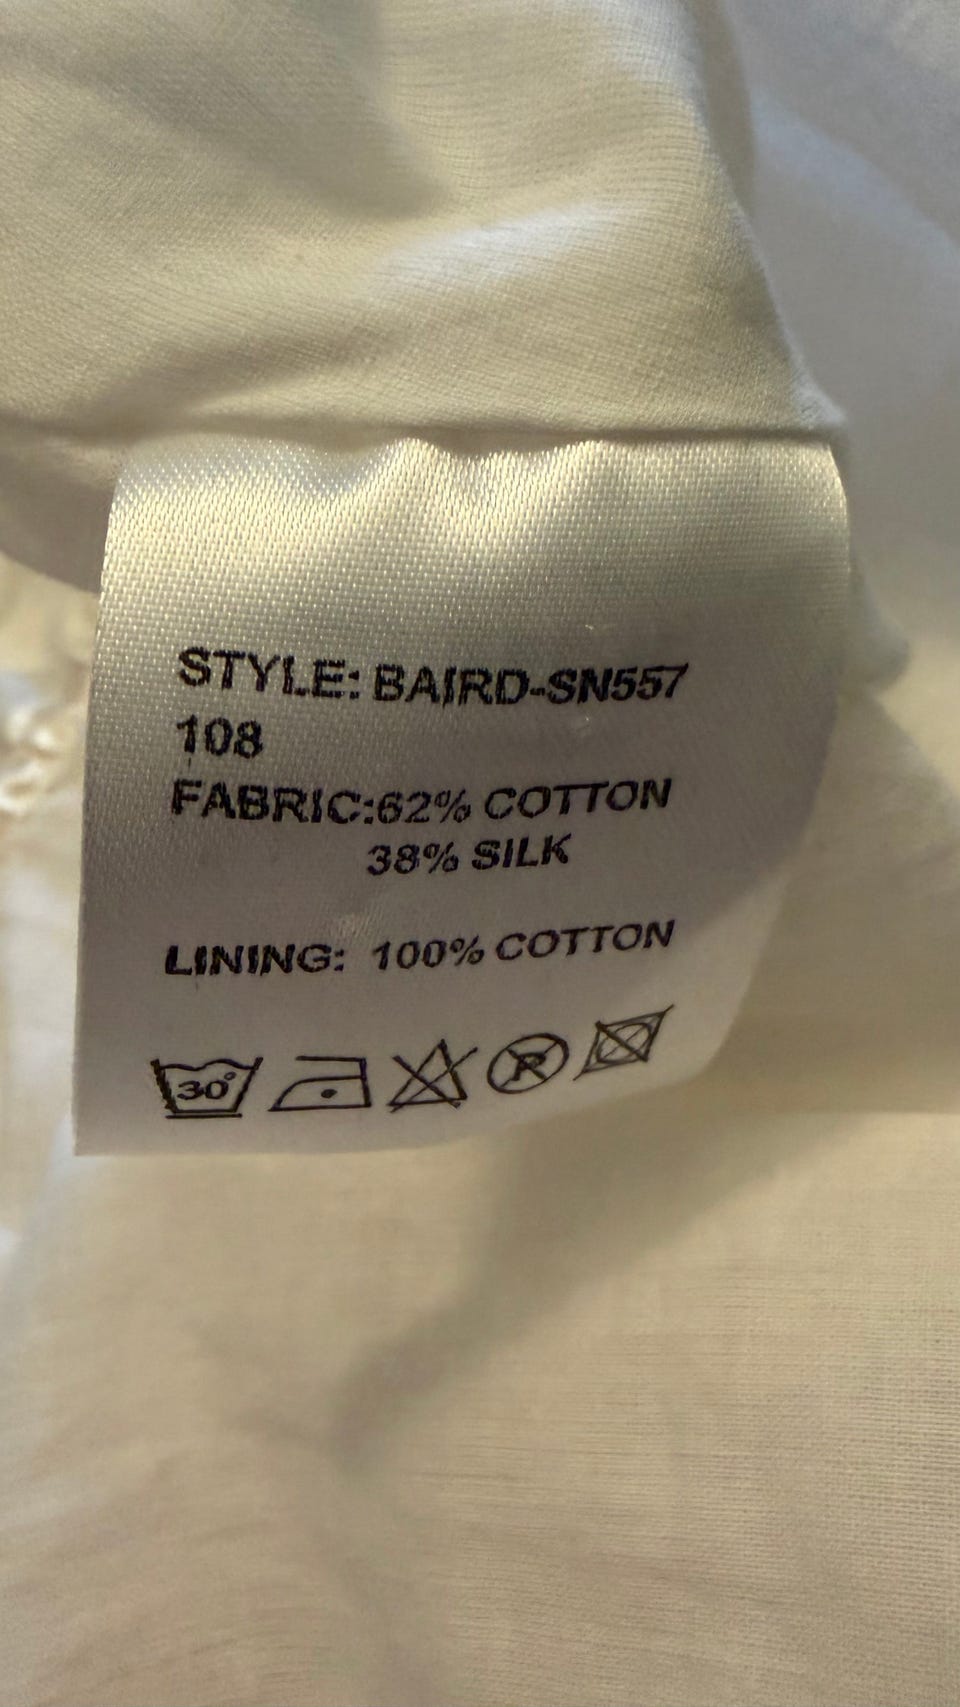 STYLE: BAIRD-SN557
108
FABRIC:62% COTTON
38% SILK
LINING: 100% COTTON
30° R